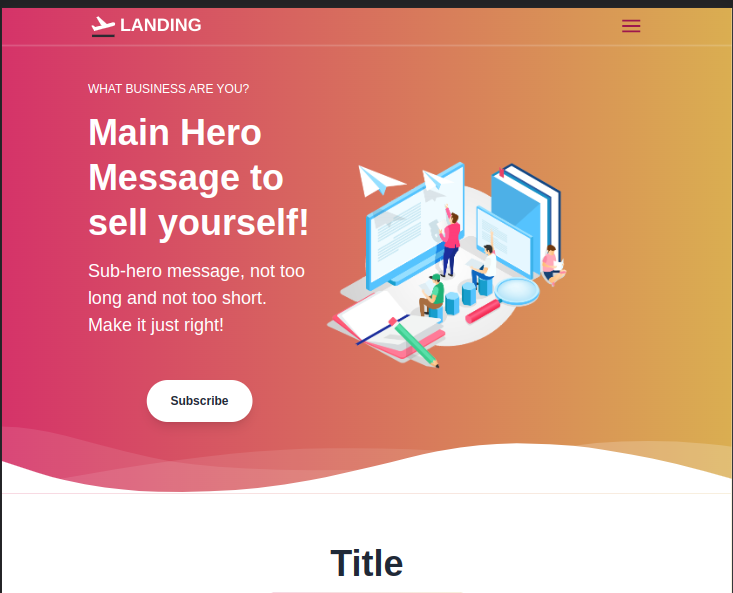 LANDING
WHAT BUSINESS ARE YOU?
Main Hero
Message to
sell yourself!
Sub-hero message, not too
long and not too short.
Make it just right!
Subscribe
Title